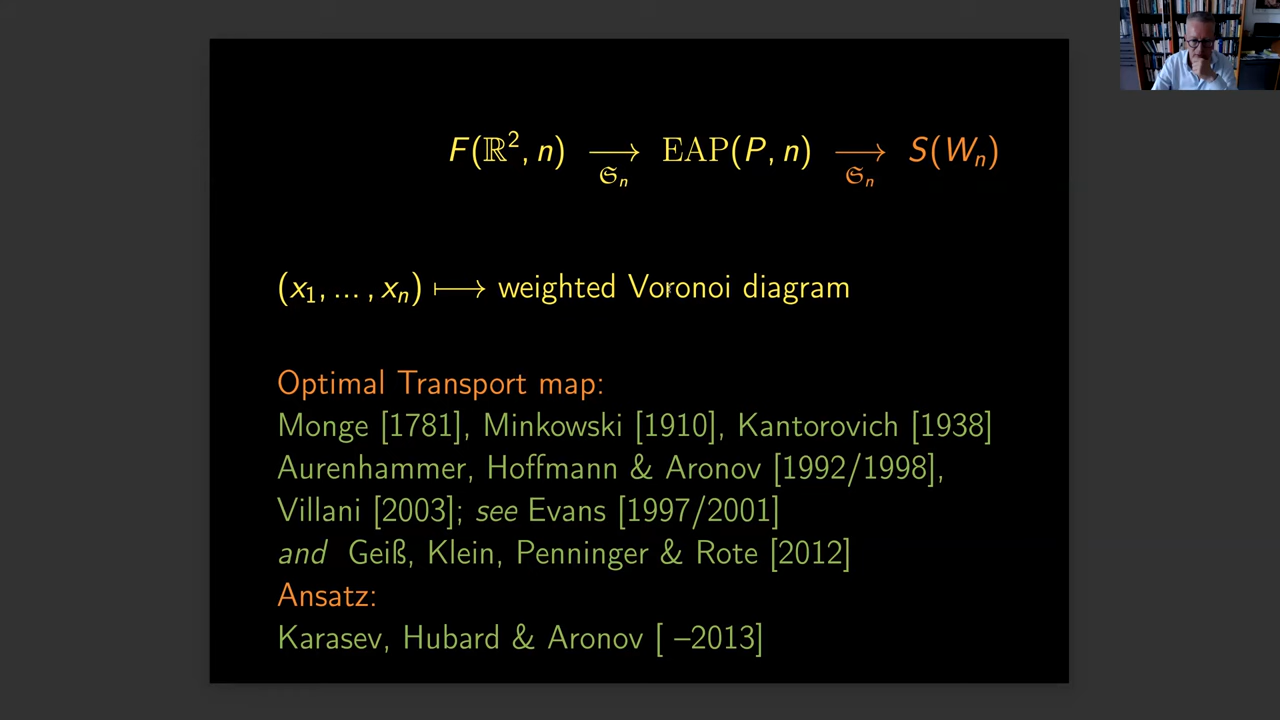 F(ℝ², n) ⟶ EAP(P, n) ⟶ S(Wₙ)
𝔖ₙ 𝔖ₙ
(x₁, ... , xₙ) ⟼ weighted Voronoi diagram
Optimal Transport map:
Monge [1781], Minkowski [1910], Kantorovich [1938]
Aurenhammer, Hoffmann & Aronov [1992/1998],
Villani [2003]; see Evans [1997/2001]
and Geiß, Klein, Penninger & Rote [2012]
Ansatz:
Karasev, Hubard & Aronov [ –2013]